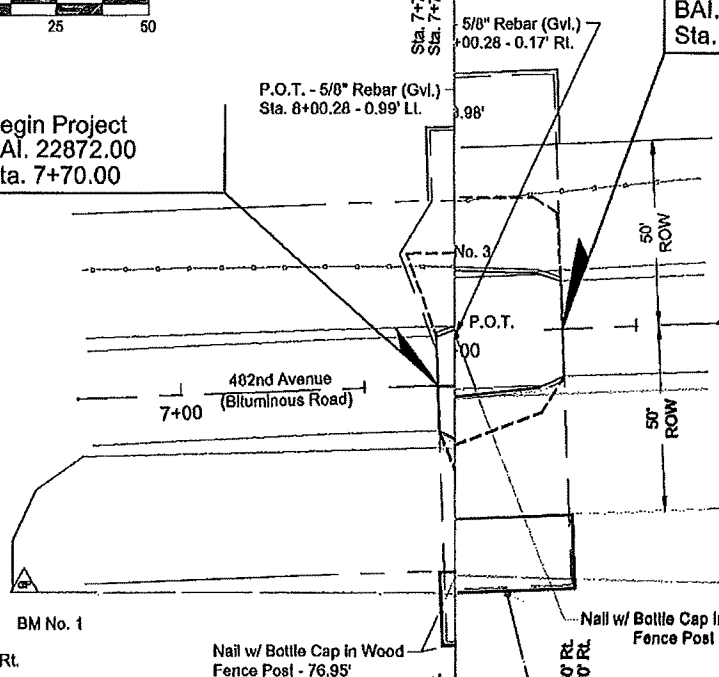 25 50
Sta. 7+7
Sta. 7+7
5/8" Rebar (Gvl.)
+00.28 - 0.17' Rt.
BAI.
Sta.
P.O.T. - 5/8" Rebar (Gvl.)
Sta. 8+00.28 - 0.99' Lt.
.98'
egin Project
AI. 22872.00
ta. 7+70.00
50'
ROW
No. 3
P.O.T.
00
482nd Avenue
(Bituminous Road)
7+00
50'
ROW
BM No. 1
Nail w/ Bottle Cap in Wood
Fence Post - 76.95'
Nail w/ Bottle Cap i
Fence Post
Rt.
0' Rt.
0' Rt.